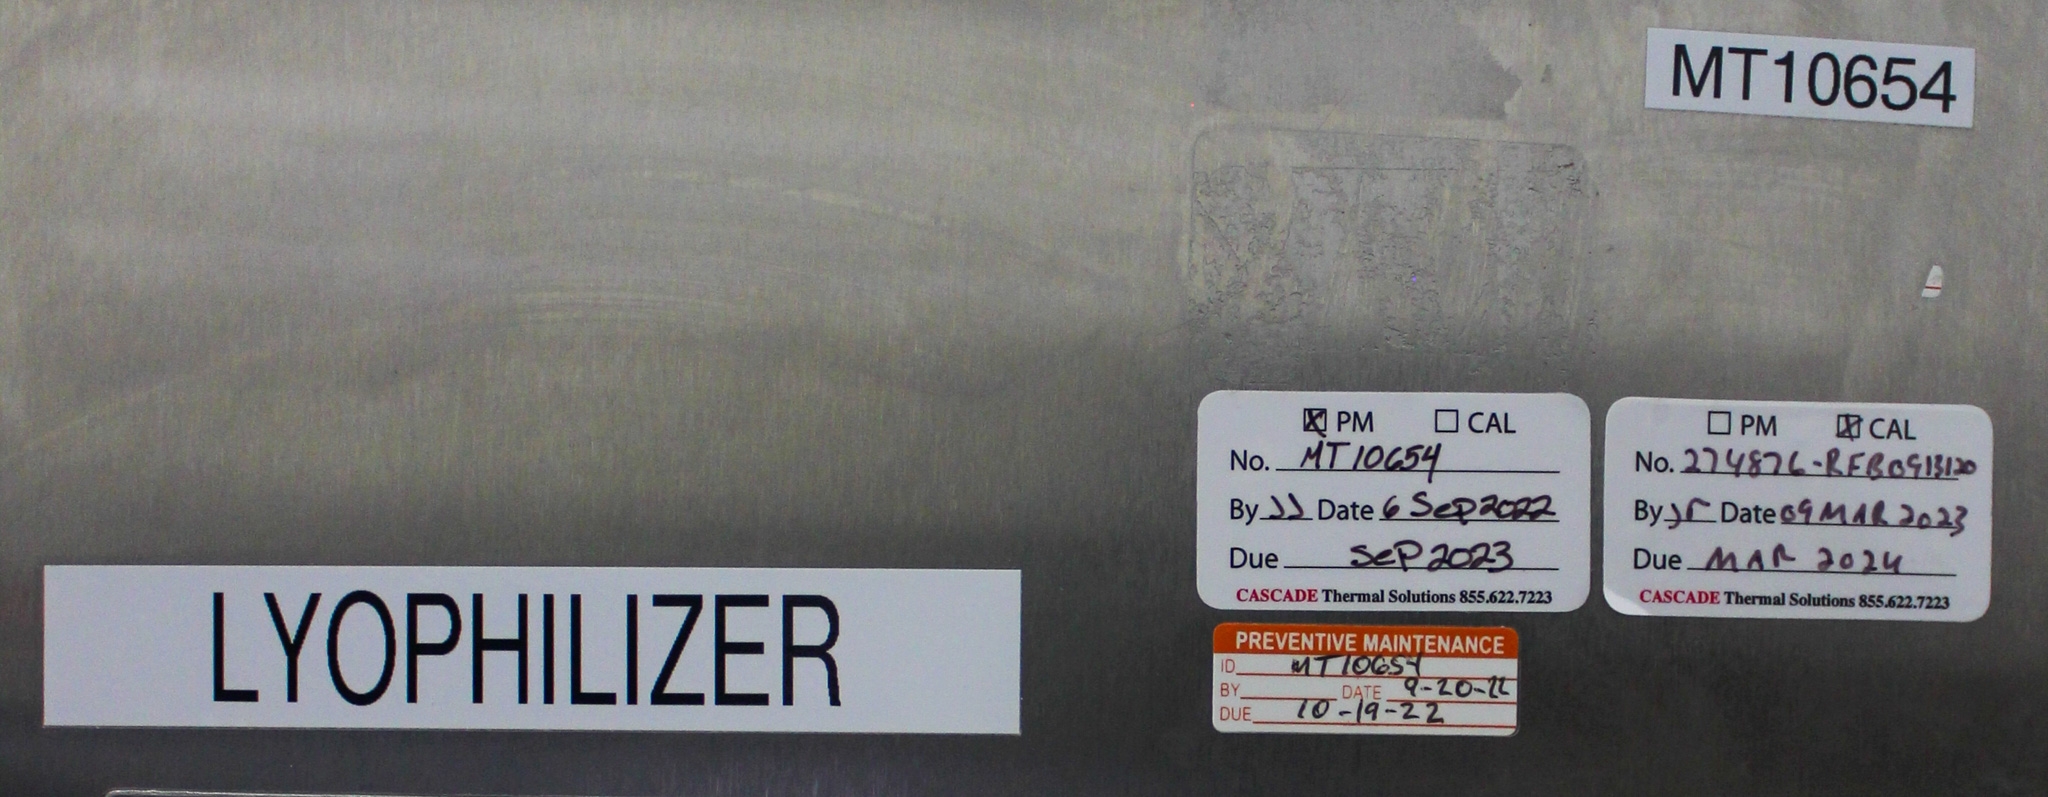 MT10654
☒ PM ☐ CAL
No. MT10654
By JJ Date 6 Sep 2022
Due SeP 2023
CASCADE Thermal Solutions 855.622.7223
☐ PM ☒ CAL
No. 274876-RFB0913120
By Date 09 MAR 2023
Due MAR 2024
CASCADE Thermal Solutions 855.622.7223
LYOPHILIZER
PREVENTIVE MAINTENANCE
ID MT10654
BY DATE 9-20-22
DUE 10-19-22